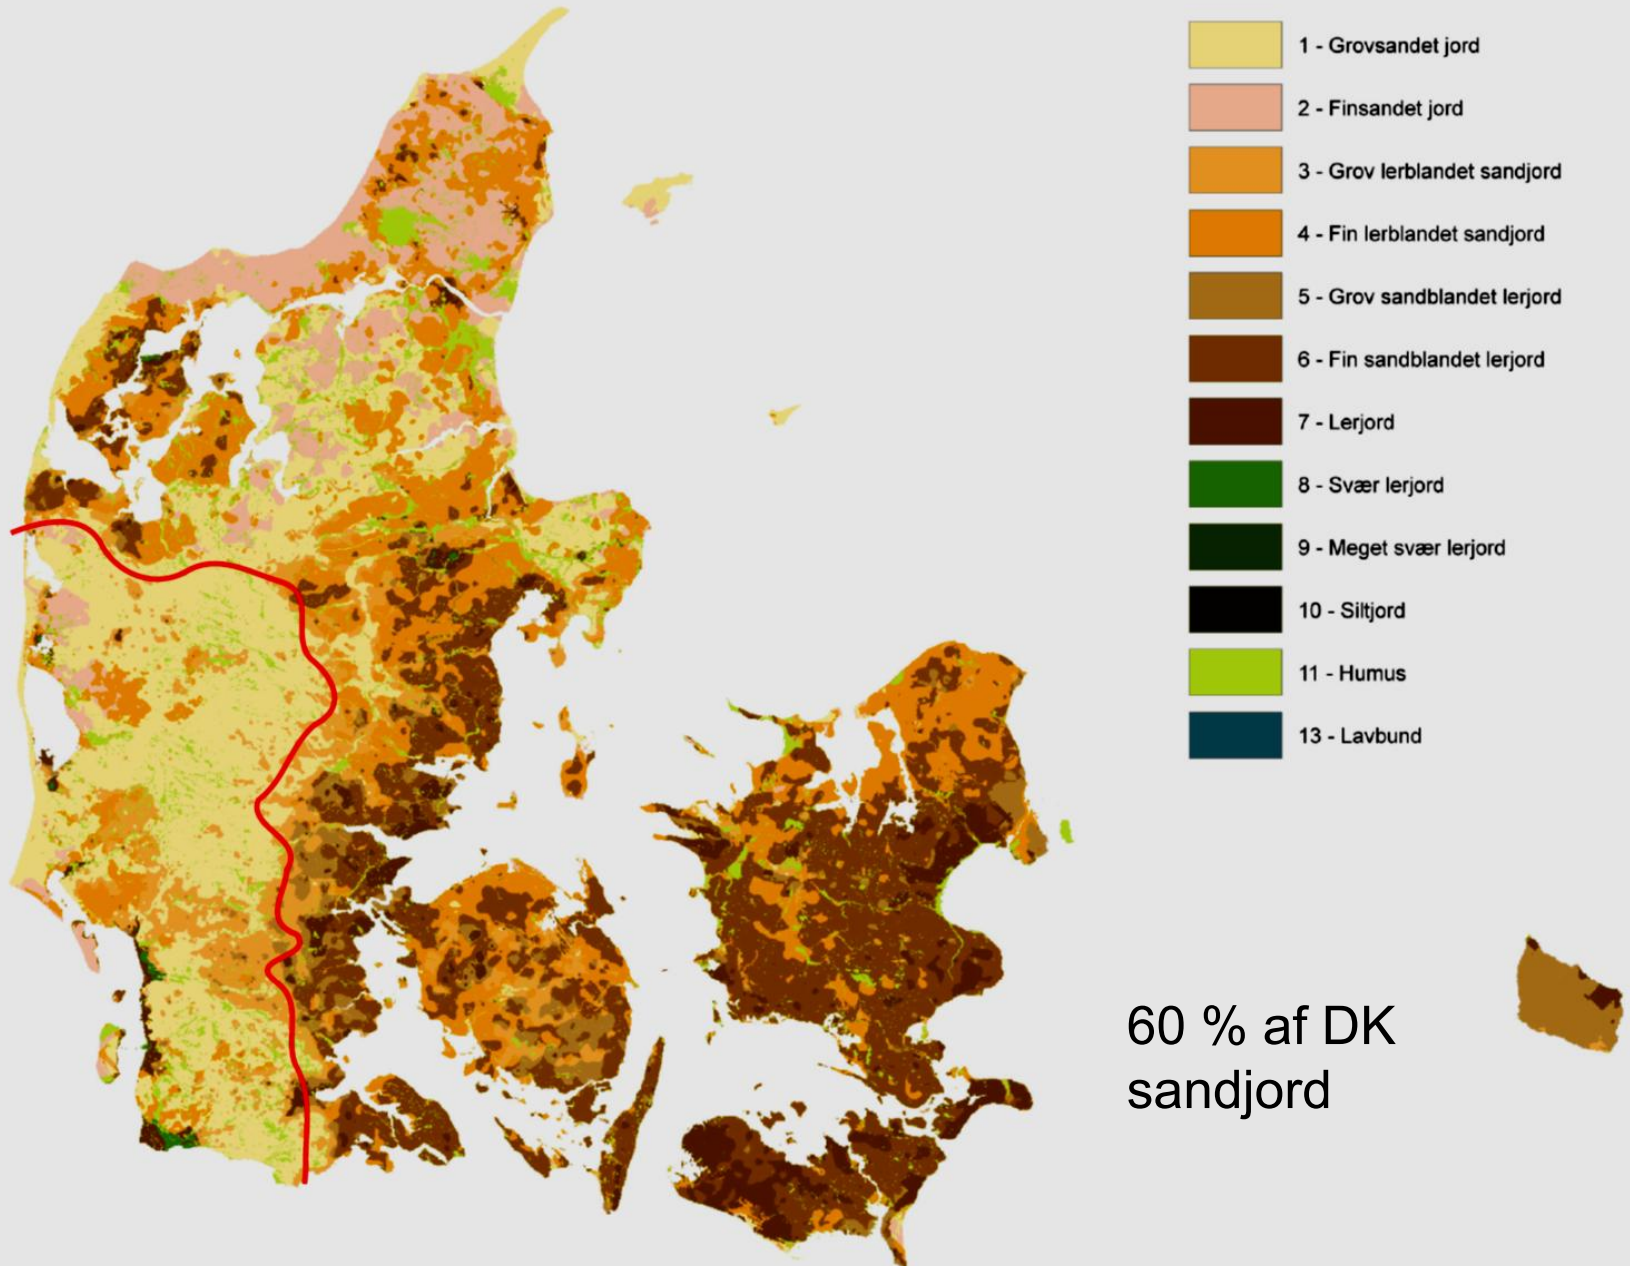 1 - Grovsandet jord
2 - Finsandet jord
3 - Grov lerblandet sandjord
4 - Fin lerblandet sandjord
5 - Grov sandblandet lerjord
6 - Fin sandblandet lerjord
7 - Lerjord
8 - Svær lerjord
9 - Meget svær lerjord
10 - Siltjord
11 - Humus
13 - Lavbund
60 % af DK
sandjord